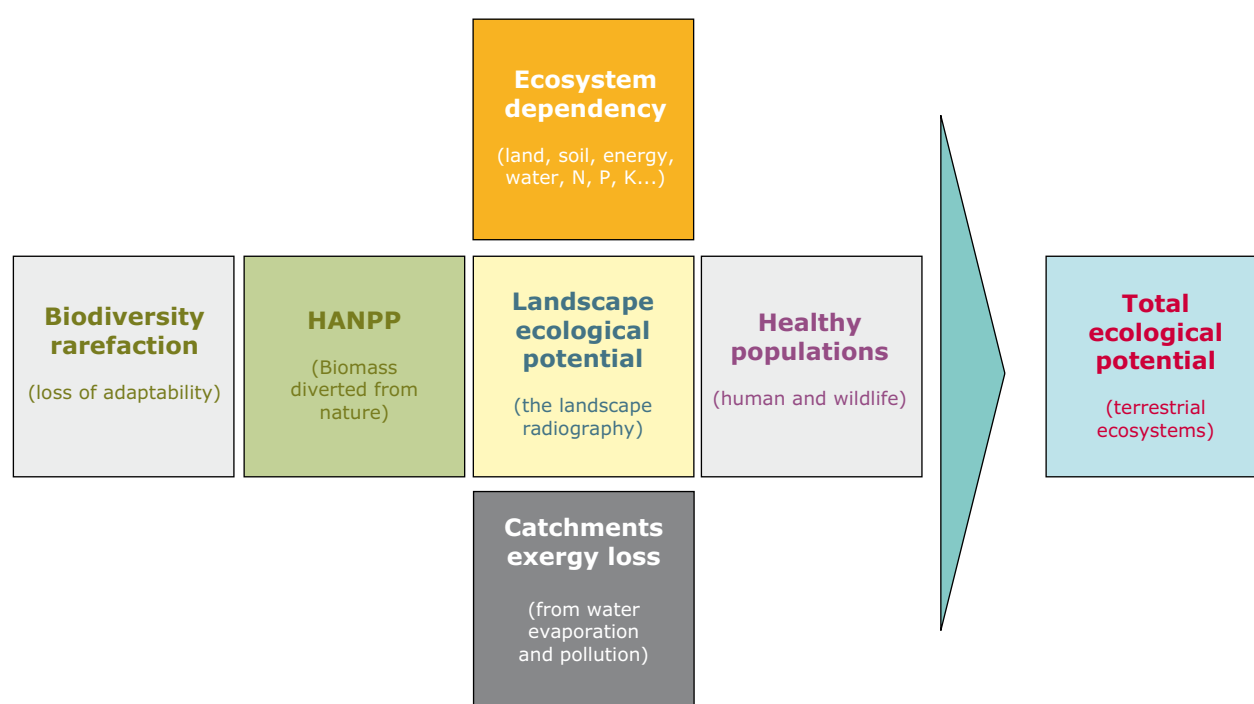 Ecosystem
dependency
(land, soil, energy,
water, N, P, K...)
Biodiversity
rarefaction
(loss of adaptability)
HANPP
(Biomass
diverted from
nature)
Landscape
ecological
potential
(the landscape
radiography)
Healthy
populations
(human and wildlife)
Total
ecological
potential
(terrestrial
ecosystems)
Catchments
exergy loss
(from water
evaporation
and pollution)